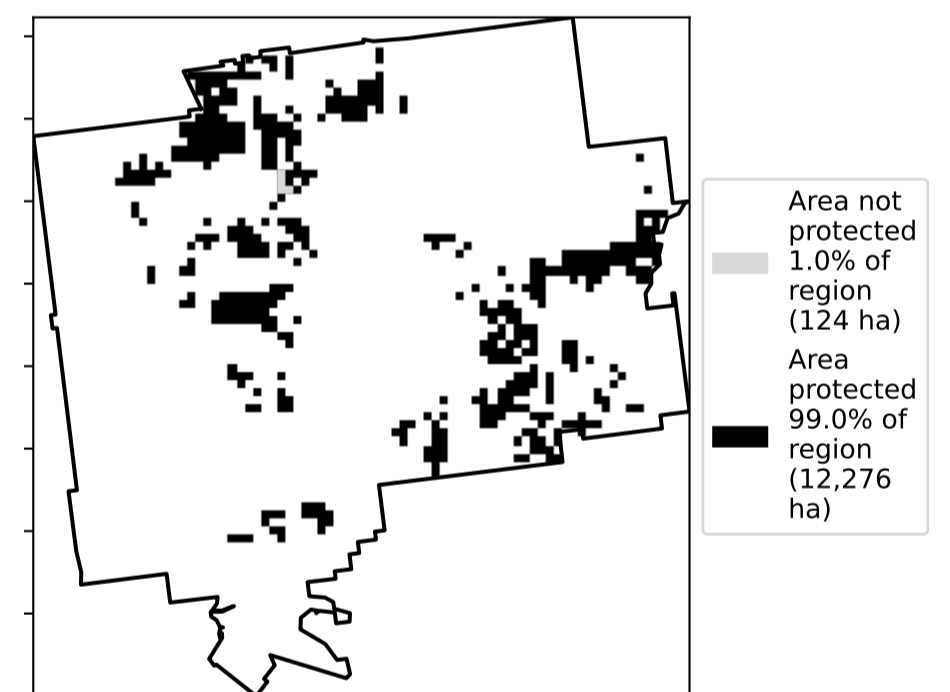 Area not
protected
1.0% of
region
(124 ha)
Area
protected
99.0% of
region
(12,276
ha)